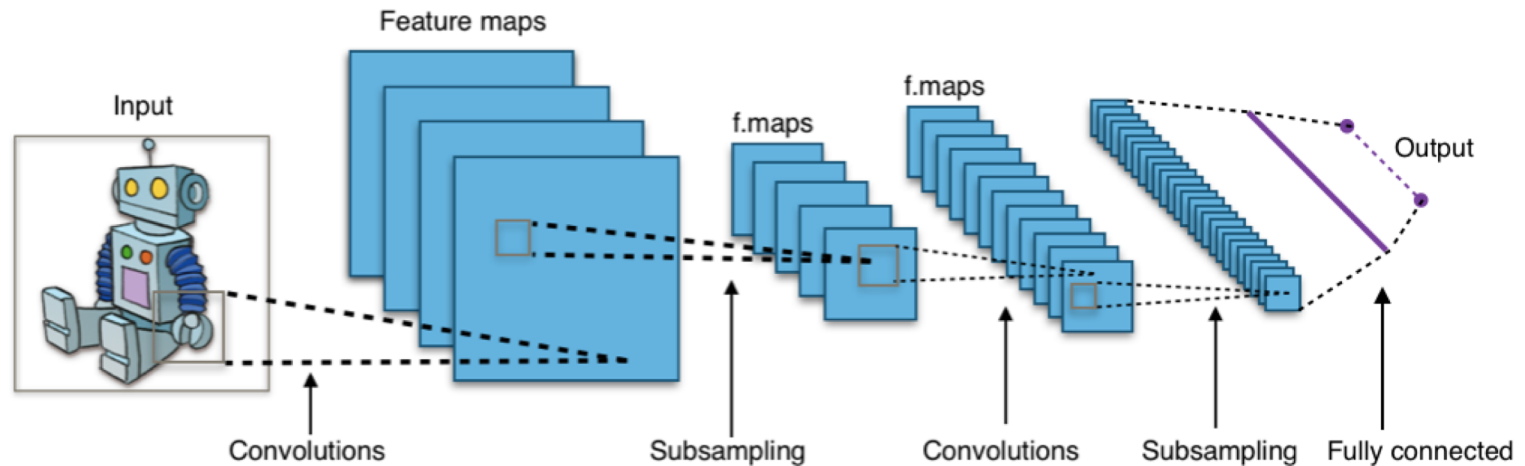 Feature maps
f.maps
Input
f.maps
Output
Convolutions
Subsampling
Convolutions
Subsampling
Fully connected